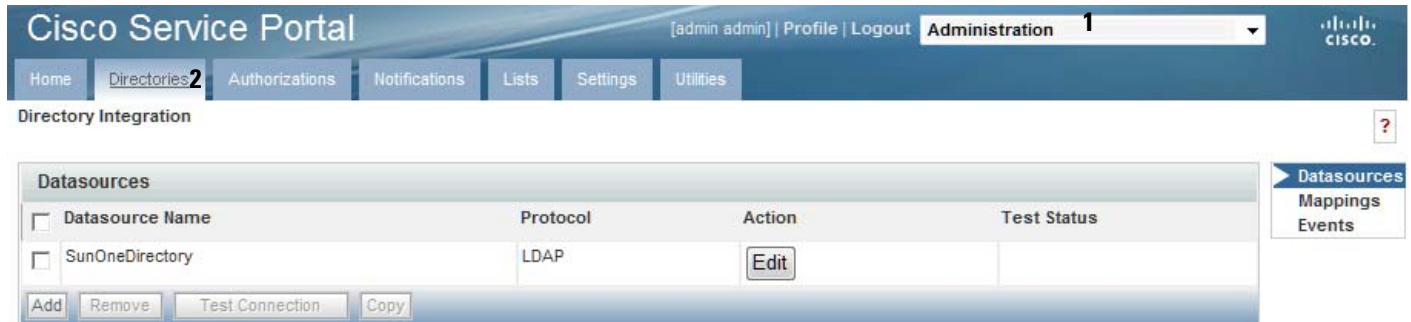 Cisco Service Portal
[admin admin] | Profile | Logout Administration 1
CISCO.
Home Directories 2 Authorizations Notifications Lists Settings Utilities
Directory Integration
?
Datasources
Datasource Name Protocol Action Test Status
SunOneDirectory LDAP Edit
Add Remove Test Connection Copy
Datasources
Mappings
Events